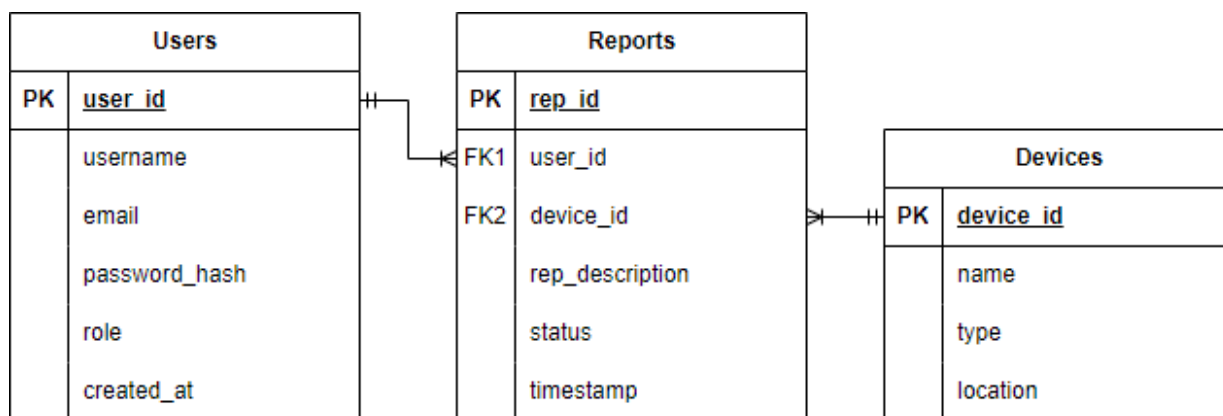 Users
PK user_id
username
email
password_hash
role
created_at
Reports
PK rep_id
FK1 user_id
FK2 device_id
rep_description
status
timestamp
Devices
PK device_id
name
type
location